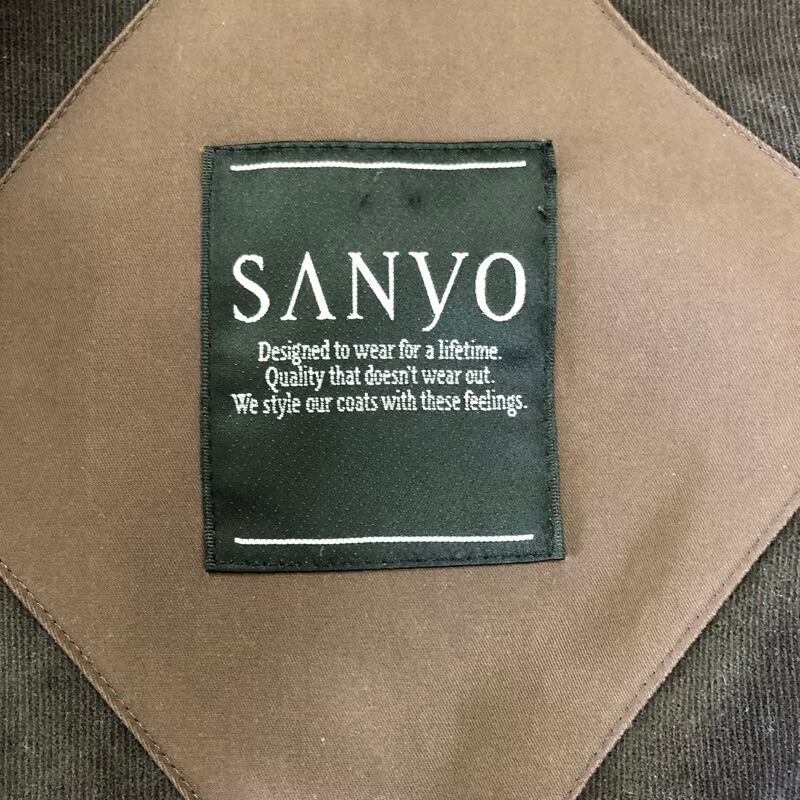 SANYO
Designed to wear for a lifetime.
Quality that doesn't wear out.
We style our coats with these feelings.